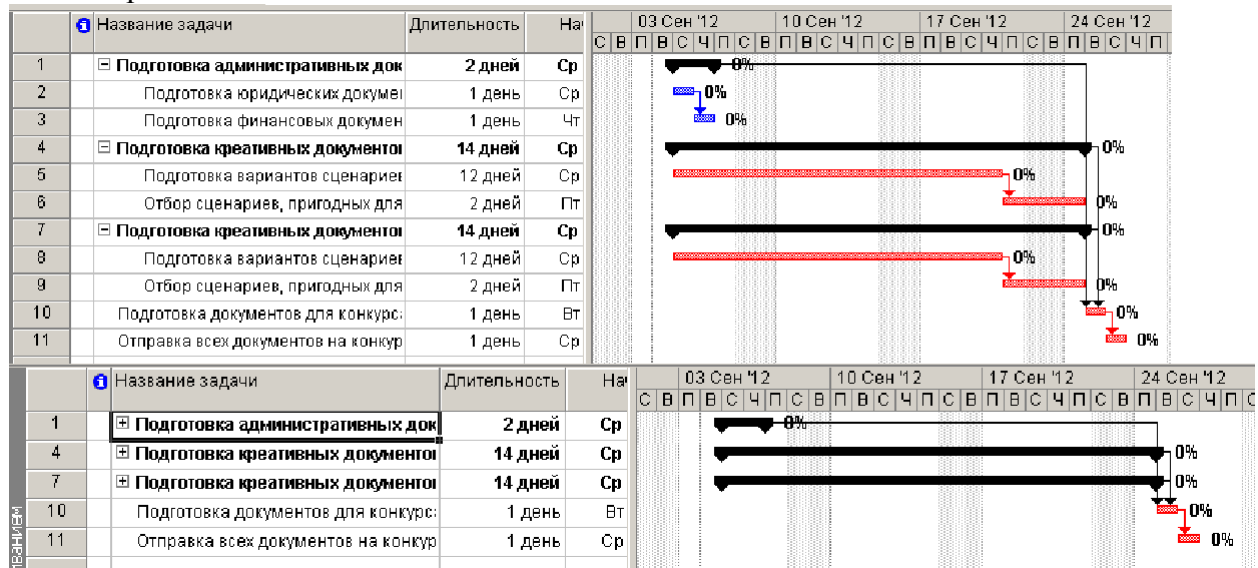 Название задачи Длительность На 03 Сен '12 10 Сен '12 17 Сен '12 24 Сен '12
С В П В С Ч П С В П В С Ч П С В П В С Ч П С В П В С Ч П
1 Подготовка административных док 2 дней Ср 0%
2 Подготовка юридических докуме 1 день Ср 0%
3 Подготовка финансовых докумен 1 день Чт 0%
4 Подготовка креативных документо 14 дней Ср 0%
5 Подготовка вариантов сценарие 12 дней Ср 0%
6 Отбор сценариев, пригодных для 2 дней Пт 0%
7 Подготовка креативных документо 14 дней Ср 0%
8 Подготовка вариантов сценарие 12 дней Ср 0%
9 Отбор сценариев, пригодных для 2 дней Пт 0%
10 Подготовка документов для конкурс 1 день Вт 0%
11 Отправка всех документов на конкур 1 день Ср 0%
Название задачи Длительность На 03 Сен '12 10 Сен '12 17 Сен '12 24 Сен '12
С В П В С Ч П С В П В С Ч П С В П В С Ч П С В П В С Ч П С
1 Подготовка административных док 2 дней Ср 0%
4 Подготовка креативных документо 14 дней Ср 0%
7 Подготовка креативных документо 14 дней Ср 0%
10 Подготовка документов для конкурс 1 день Вт 0%
11 Отправка всех документов на конкур 1 день Ср 0%